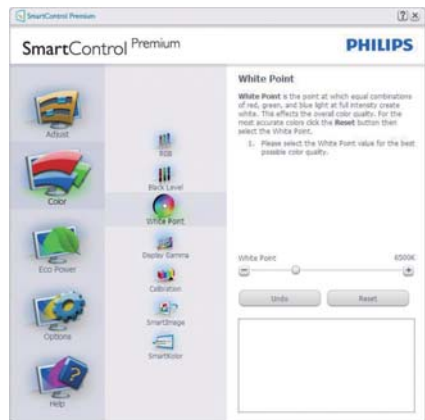 SmartControl Premium
SmartControl Premium
PHILIPS
Adjust
Color
Eco Power
Options
Help
RGB
Black Level
White Point
Display Gamma
Calibration
SmartImage
SmartKolor
White Point
White Point is the point at which equal combinations
of red, green, and blue light at full intensity create
white. This effects the overall color quality. For the
most accurate colors click the Reset button then
select the White Point.
1. Please select the White Point value for the best
possible color quality.
White Point 6500K
Undo Reset